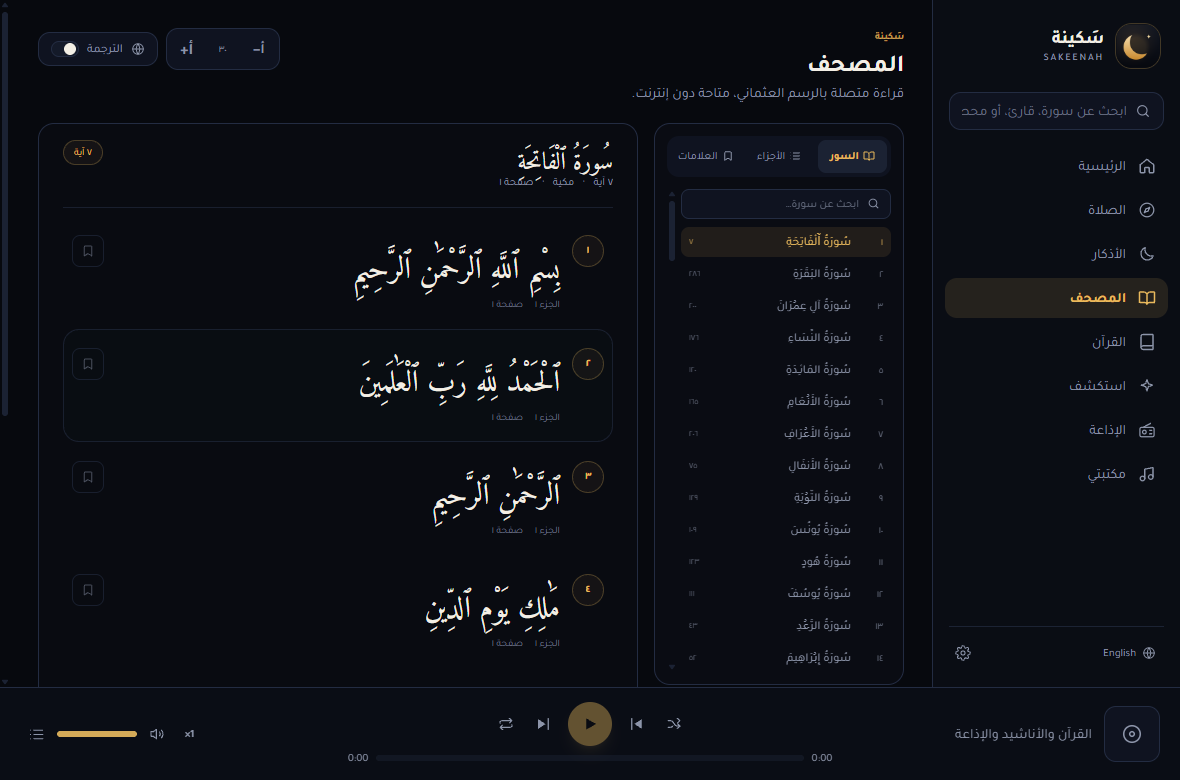 سَكينة
SAKEENAH
ابحث عن سورة، قارئ، أو محد
الرئيسية
الصلاة
الأذكار
المصحف
القرآن
استكشف
الإذاعة
مكتبتي
English
سَكينة
المصحف
قراءة متصلة بالرسم العثماني، متاحة دون إنترنت.
أ− ٣٠ أ+
الترجمة
السور الأجزاء العلامات
ابحث عن سورة...
١ سُورَةُ ٱلْفَاتِحَةِ ٧
٢ سُورَةُ البَقَرَةِ ٢٨٦
٣ سُورَةُ آلِ عِمۡرَانَ ٢٠٠
٤ سُورَةُ النِّسَاءِ ١٧٦
٥ سُورَةُ المَائـِدَةِ ١٢٠
٦ سُورَةُ الأَنۡعَامِ ١٦٥
٧ سُورَةُ الأَعۡرَافِ ٢٠٦
٨ سُورَةُ الأَنفَالِ ٧٥
٩ سُورَةُ التَّوۡبَةِ ١٢٩
١٠ سُورَةُ يُونُسَ ١٠٩
١١ سُورَةُ هُودٍ ١٢٣
١٢ سُورَةُ يُوسُفَ ١١١
١٣ سُورَةُ الرَّعۡدِ ٤٣
١٤ سُورَةُ إِبۡرَاهِيمَ ٥٢
سُورَةُ ٱلْفَاتِحَةِ
٧ آية · مكية · صفحة ١
٧ آية
١
بِسْمِ ٱللَّهِ ٱلرَّحْمَٰنِ ٱلرَّحِيمِ
الجزء ١ صفحة ١
٢
ٱلْحَمْدُ لِلَّهِ رَبِّ ٱلْعَٰلَمِينَ
الجزء ١ صفحة ١
٣
ٱلرَّحْمَٰنِ ٱلرَّحِيمِ
الجزء ١ صفحة ١
٤
مَٰلِكِ يَوْمِ ٱلدِّينِ
الجزء ١ صفحة ١
القرآن والأناشيد والإذاعة
0:00
0:00
x1